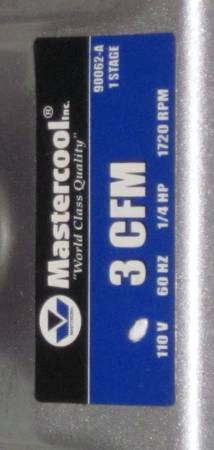 Mastercool® Inc.
"World Class Quality"
90062-A
1 STAGE
3 CFM
110 V 60 HZ 1/4 HP 1720 RPM